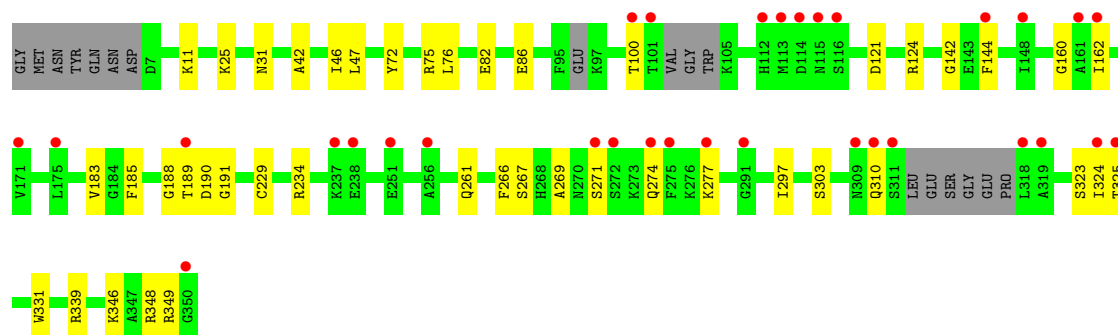 GLY MET ASN TYR GLN ASN ASP D7 K11 K25 N31 A42 I46 L47 Y72 R75 L76 E82 E86 F95 GLU K97 T100 T101 VAL GLY TRP K105 H112 M113 D114 N115 S116 D121 R124 G142 E143 F144 I148 G160 A161 I162
V171 L175 V183 G184 F185 G188 T189 D190 G191 C229 R234 K237 E238 E251 A256 Q261 F266 S267 H268 A269 N270 S271 S272 K273 Q274 F275 K276 K277 G291 I297 S303 N309 Q310 S311 LEU GLU SER GLY GLU PRO L318 A319 S323 I324 T325
W331 R339 K346 A347 R348 R349 G350